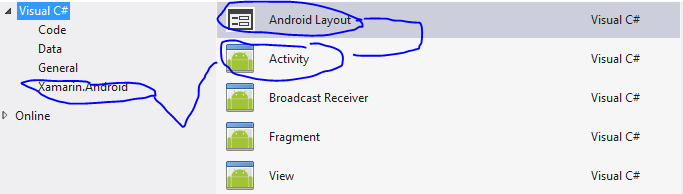 Visual C#
Code
Data
General
Xamarin.Android
Online
Android Layout Visual C#
Activity Visual C#
Broadcast Receiver Visual C#
Fragment Visual C#
View Visual C#